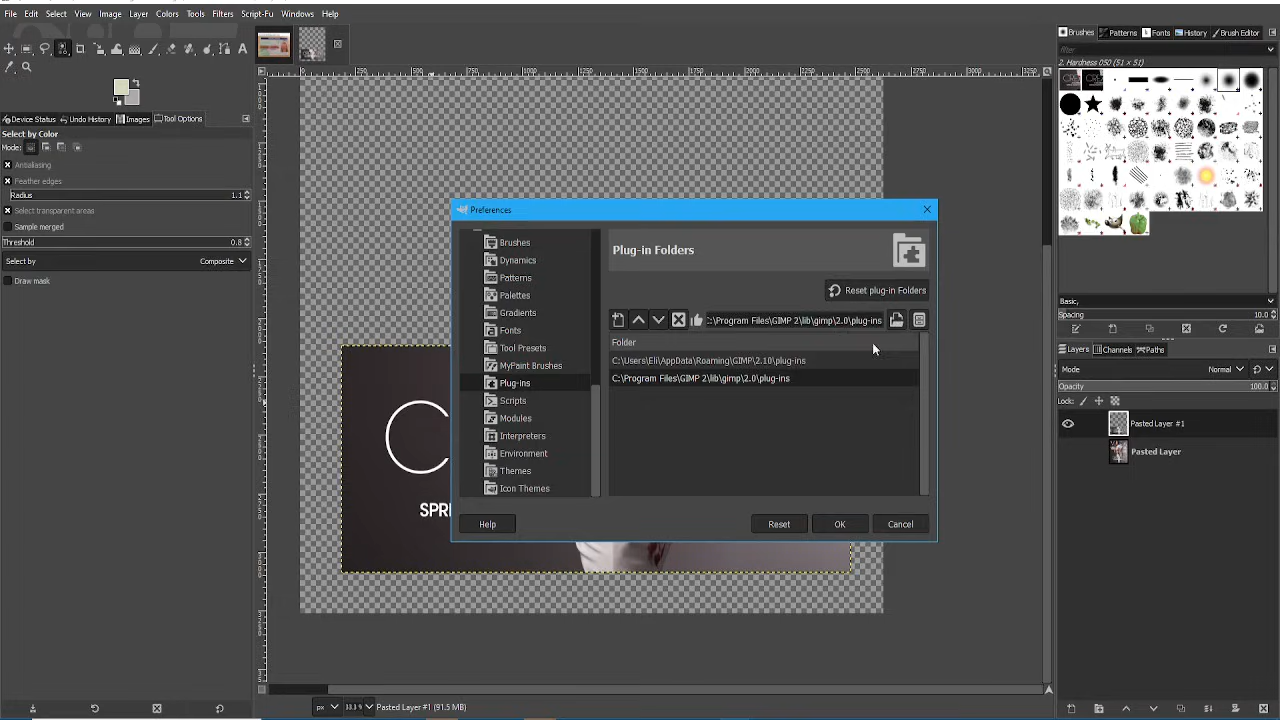 File Edit Select View Image Layer Colors Tools Filters Script-Fu Windows Help
Device Status Undo History Images Tool Options
Select by Color
Mode:
Antialiasing
Feather edges
Radius 1.1
Select transparent areas
Sample merged
Threshold 0.8
Select by Composite
Draw mask
SPR
Preferences
Brushes
Dynamics
Patterns
Palettes
Gradients
Fonts
Tool Presets
MyPaint Brushes
Plug-ins
Scripts
Modules
Interpreters
Environment
Themes
Icon Themes
Plug-in Folders
Reset plug-in Folders
:\Program Files\GIMP 2\lib\gimp\2.0\plug-ins
Folder
C:\Users\Eli\AppData\Roaming\GIMP\2.10\plug-ins
C:\Program Files\GIMP 2\lib\gimp\2.0\plug-ins
Help Reset OK Cancel
px 33.3 % Pasted Layer #1 (91.5 MB)
Brushes Patterns Fonts History Brush Editor
filter
2. Hardness 050 (51 × 51)
Basic,
Spacing 10.0
Layers Channels Paths
Mode Normal
Opacity 100.0
Lock:
Pasted Layer #1
Pasted Layer